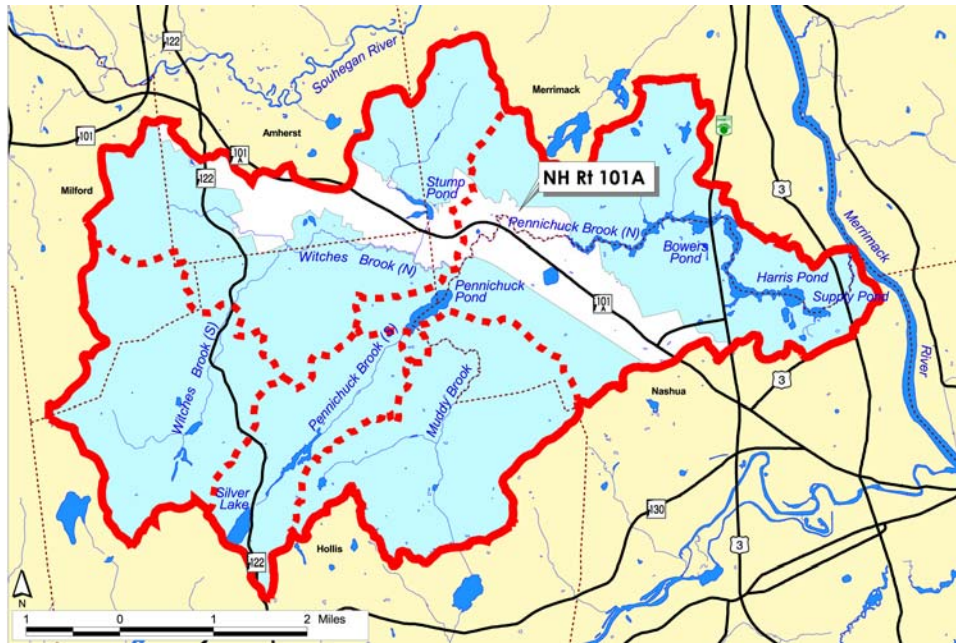 122
122
Souhegan River
Merrimack
101
Amherst
101
A
Milford
122
Stump
Pond
NH Rt 101A
3
Merrimack
River
Pennichuck Brook (N)
Witches Brook (N)
Bowers
Pond
Pennichuck
Pond
Harris Pond
Supply Pond
101
A
Witches Brook (S)
Pennichuck Brook (S)
Muddy Brook
3
Nashua
Silver
Lake
130
3
Hollis
122
N
1 0 1 2 Miles